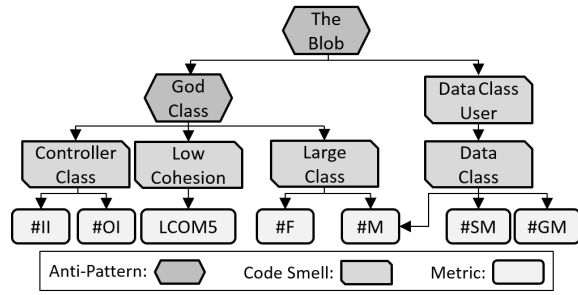 The
Blob
God
Class
Data Class
User
Controller
Class
Low
Cohesion
Large
Class
Data
Class
#II
#OI
LCOM5
#F
#M
#SM
#GM
Anti-Pattern:
Code Smell:
Metric: